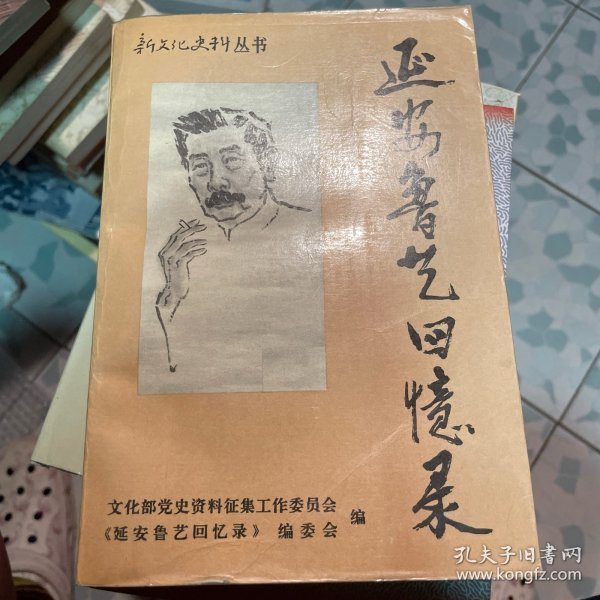 新文化史料丛书
延安鲁艺回憶录
文化部党史资料征集工作委员会
《延安鲁艺回忆录》 编委会
编
孔夫子旧书网
www.kongfz.com